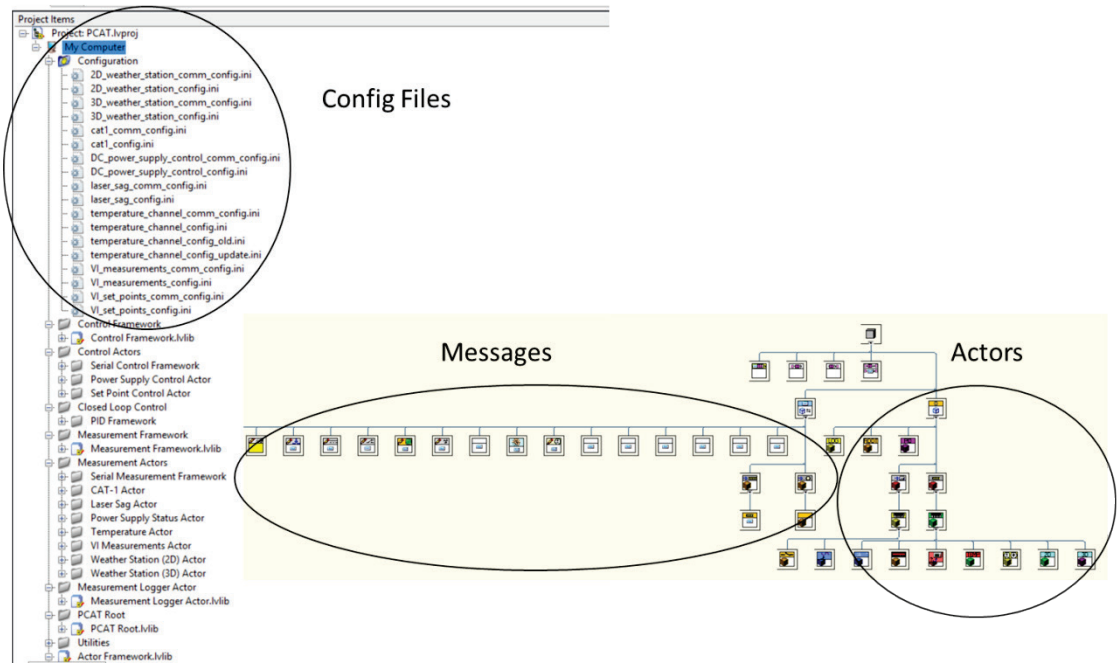 Project Items
Project: PCAT.lvproj
My Computer
Configuration
2D_weather_station_comm_config.ini
2D_weather_station_config.ini
3D_weather_station_comm_config.ini
3D_weather_station_config.ini
cat1_comm_config.ini
cat1_config.ini
DC_power_supply_control_comm_config.ini
DC_power_supply_control_config.ini
laser_sag_comm_config.ini
laser_sag_config.ini
temperature_channel_comm_config.ini
temperature_channel_config.ini
temperature_channel_config_old.ini
temperature_channel_config_update.ini
VI_measurements_comm_config.ini
VI_measurements_config.ini
VI_set_points_comm_config.ini
VI_set_points_config.ini
Control Framework
Control Framework.lvlib
Control Actors
Serial Control Framework
Power Supply Control Actor
Set Point Control Actor
Closed Loop Control
PID Framework
Measurement Framework
Measurement Framework.lvlib
Measurement Actors
Serial Measurement Framework
CAT-1 Actor
Laser Sag Actor
Power Supply Status Actor
Temperature Actor
VI Measurements Actor
Weather Station (2D) Actor
Weather Station (3D) Actor
Measurement Logger Actor
Measurement Logger Actor.lvlib
PCAT Root
PCAT Root.lvlib
Utilities
Actor Framework.lvlib
Config Files
Messages
Actors